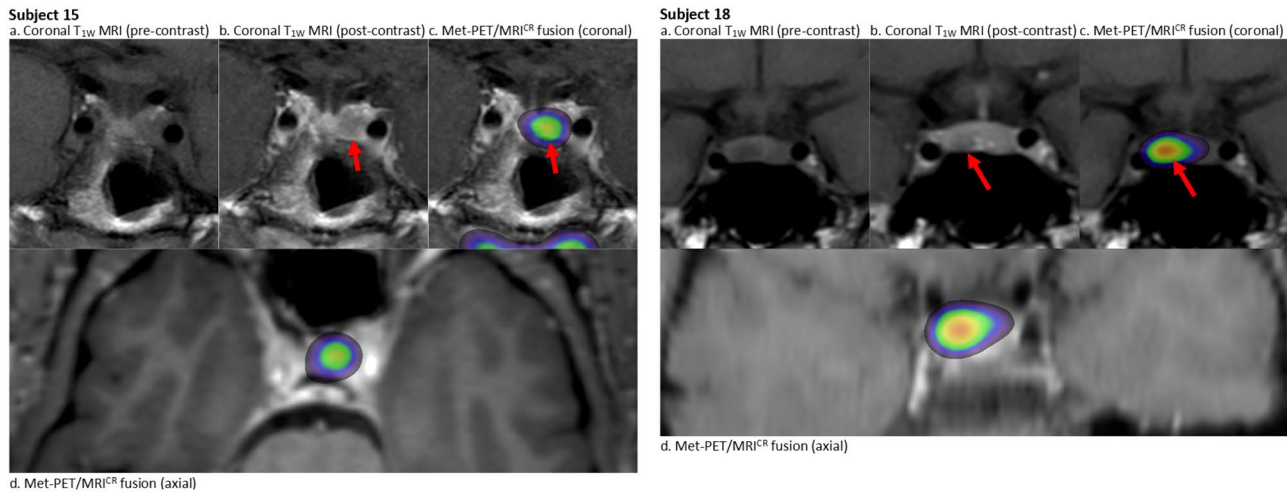 Subject 15
a. Coronal T1W MRI (pre-contrast) b. Coronal T1W MRI (post-contrast) c. Met-PET/MRICR fusion (coronal)
d. Met-PET/MRICR fusion (axial)
Subject 18
a. Coronal T1W MRI (pre-contrast) b. Coronal T1W MRI (post-contrast) c. Met-PET/MRICR fusion (coronal)
d. Met-PET/MRICR fusion (axial)